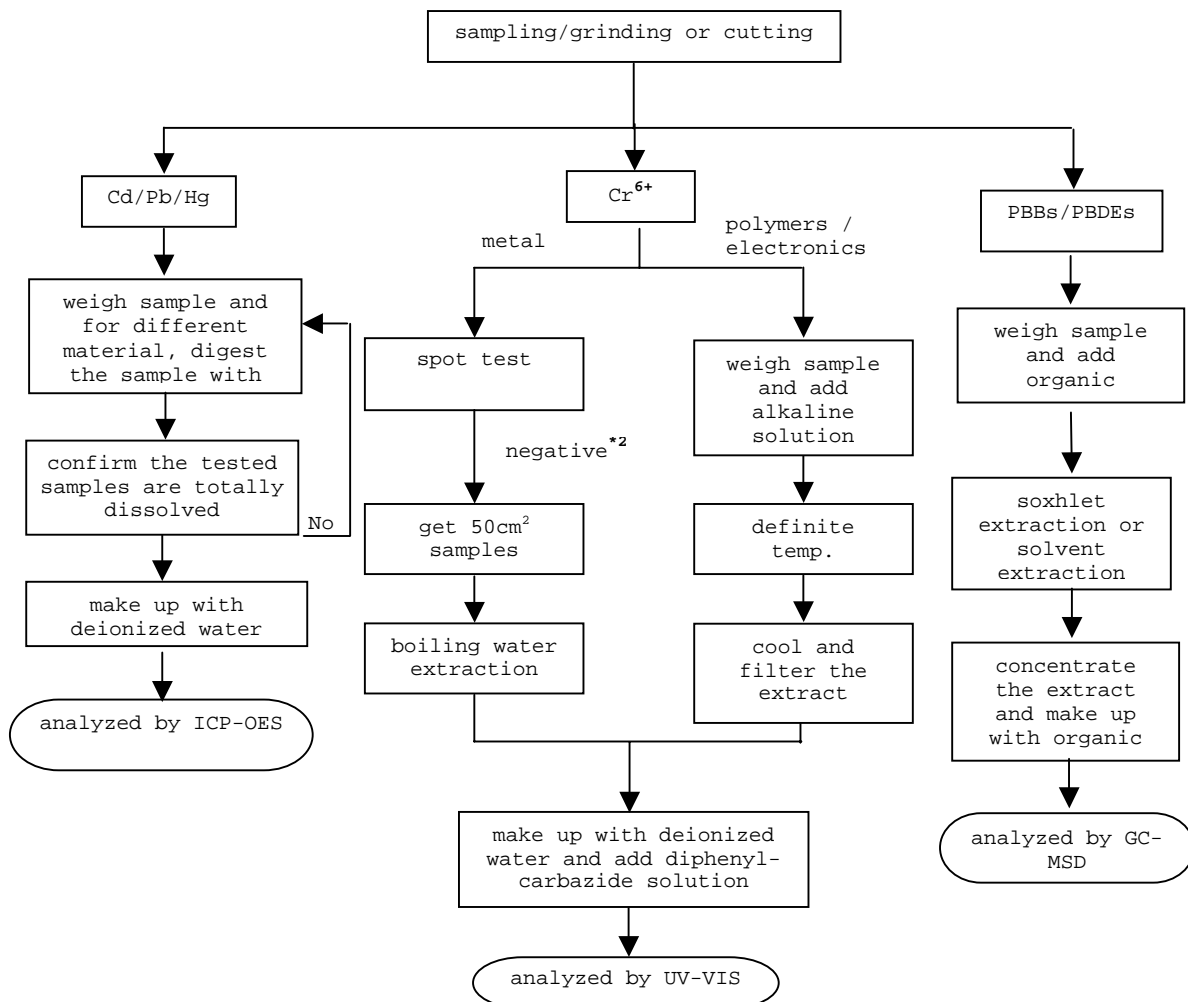 sampling/grinding or cutting
Cd/Pb/Hg
Cr6+
PBBs/PBDEs
metal
polymers /
electronics
weigh sample and
for different
material, digest
the sample with
confirm the tested
samples are totally
dissolved
No
make up with
deionized water
analyzed by ICP-OES
spot test
negative*2
get 50cm2
samples
boiling water
extraction
weigh sample
and add
alkaline
solution
definite
temp.
cool and
filter the
extract
make up with deionized
water and add diphenyl-
carbazide solution
analyzed by UV-VIS
weigh sample
and add
organic
soxhlet
extraction or
solvent
extraction
concentrate
the extract
and make up
with organic
analyzed by GC-
MSD